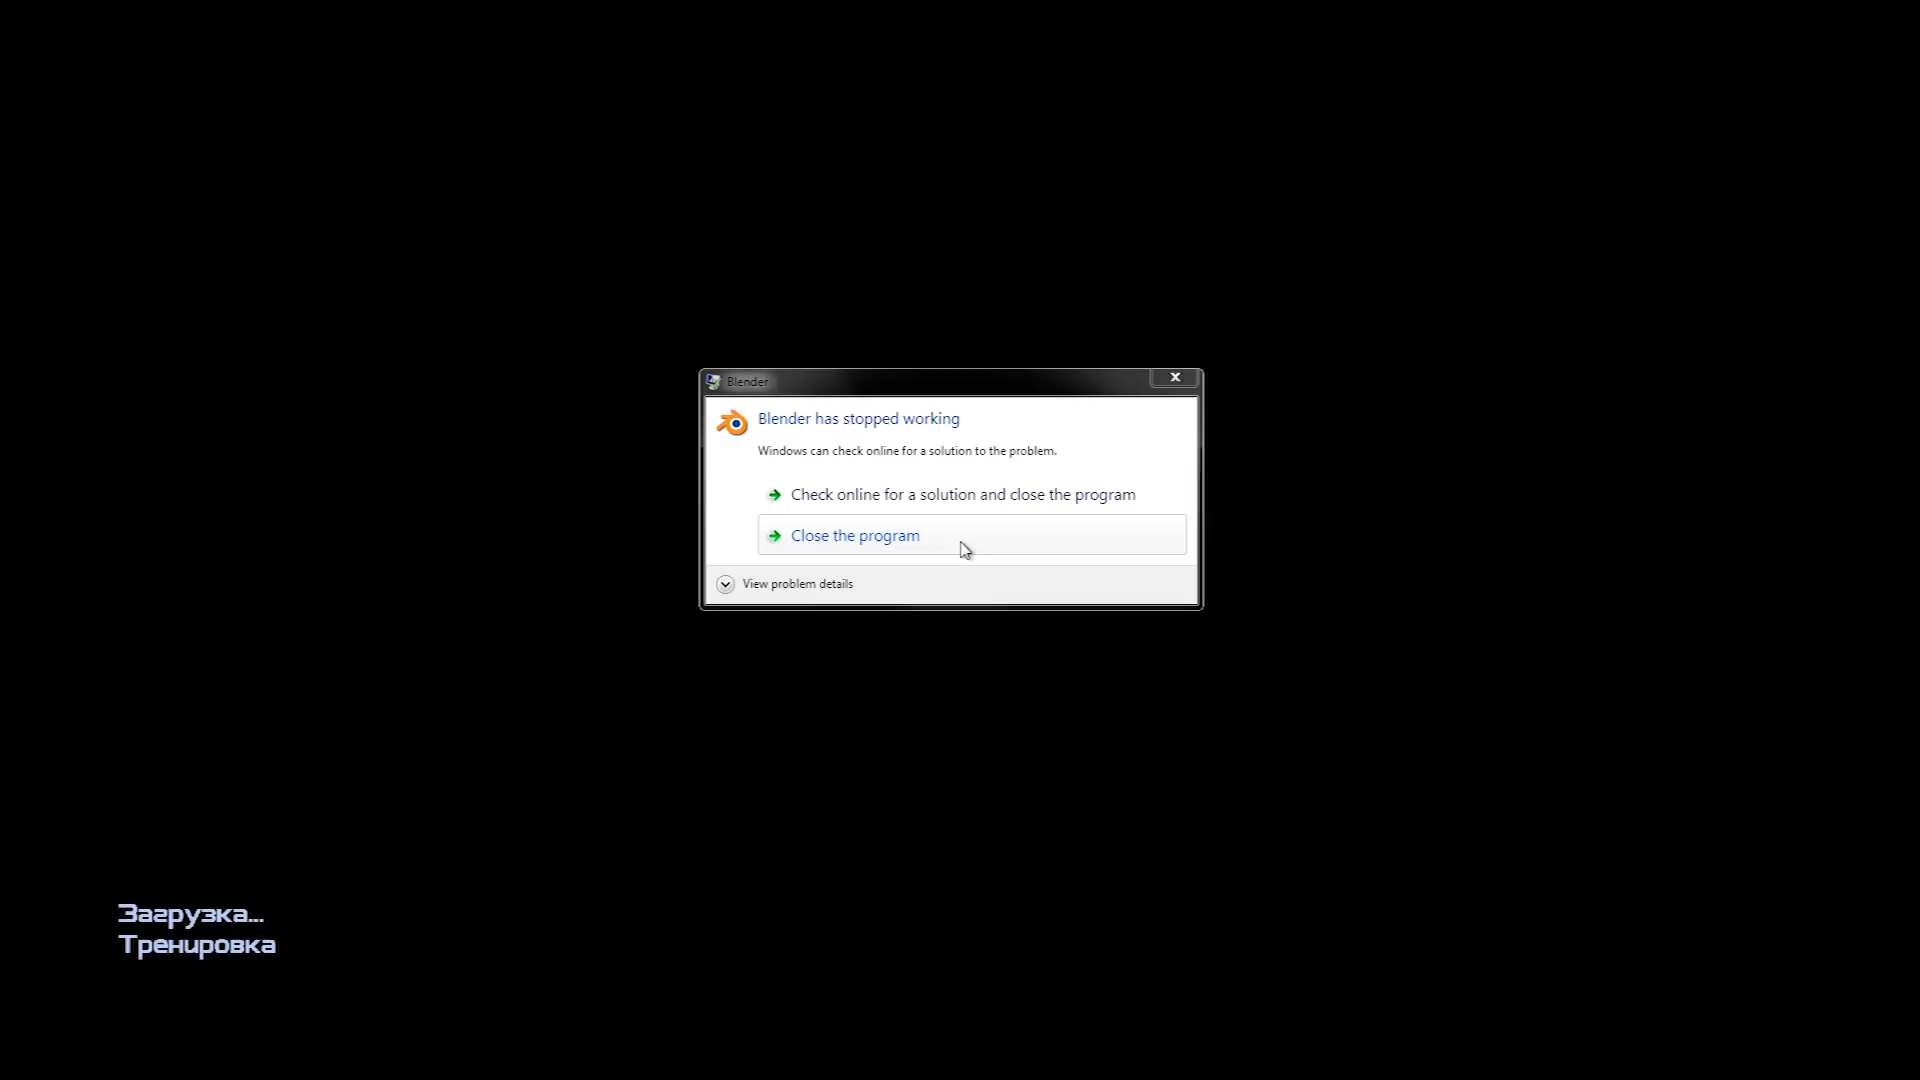 Blender
Blender has stopped working
Windows can check online for a solution to the problem.
Check online for a solution and close the program
Close the program
View problem details
Загрузка...
Тренировка